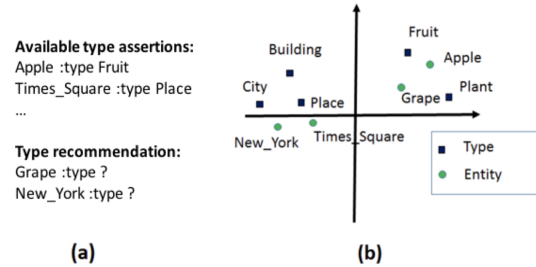 Available type assertions:
Apple :type Fruit
Times_Square :type Place
...
Type recommendation:
Grape :type ?
New_York :type ?
(a)
Fruit
Building
Apple
City
Place
Grape
Plant
New_York
Times_Square
Type
Entity
(b)